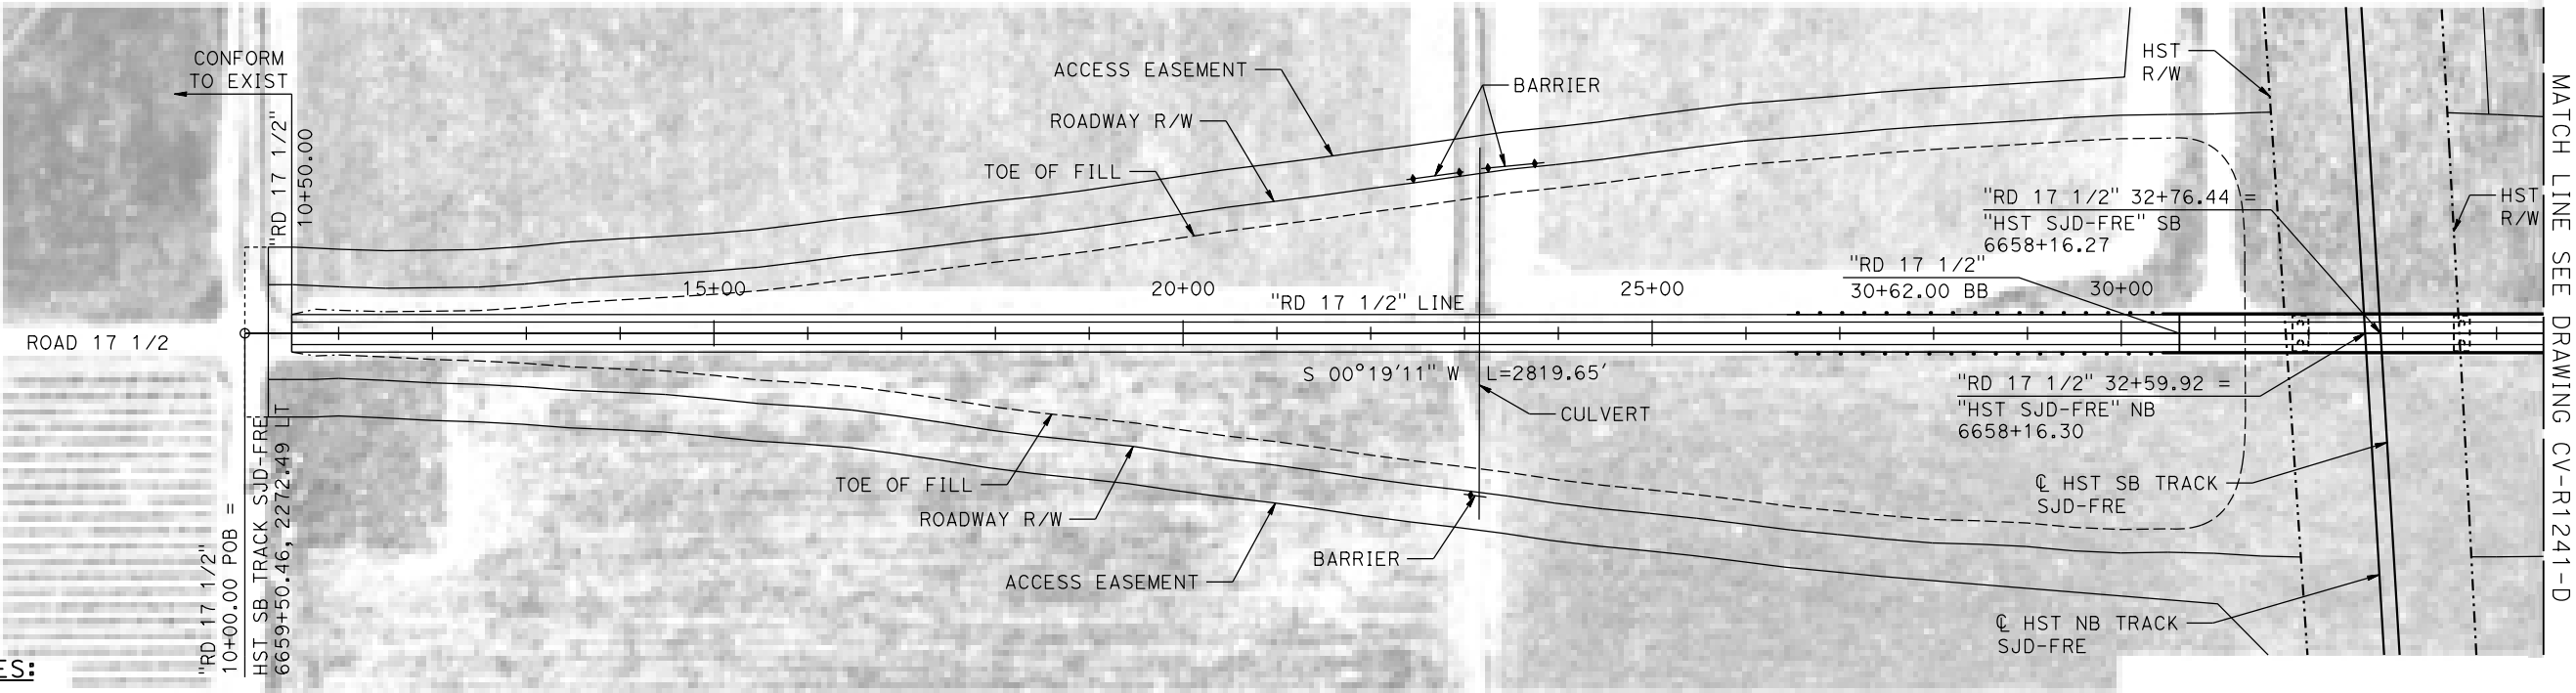 CONFORM
TO EXIST
"RD 17 1/2"
10+50.00
ROAD 17 1/2
"RD 17 1/2"
10+00.00 POB =
HST SB TRACK SJD-FRE
6659+50.46, 2272.49 LT
ES:
ACCESS EASEMENT
ROADWAY R/W
TOE OF FILL
BARRIER
15+00
20+00
25+00
30+00
"RD 17 1/2" LINE
S 00°19'11" W
L=2819.65'
CULVERT
TOE OF FILL
ROADWAY R/W
ACCESS EASEMENT
BARRIER
HST
R/W
"RD 17 1/2" 32+76.44 =
"HST SJD-FRE" SB
6658+16.27
"RD 17 1/2"
30+62.00 BB
HST
R/W
"RD 17 1/2" 32+59.92 =
"HST SJD-FRE" NB
6658+16.30
℄ HST SB TRACK
SJD-FRE
℄ HST NB TRACK
SJD-FRE
MATCH LINE SEE DRAWING CV-R1241-D